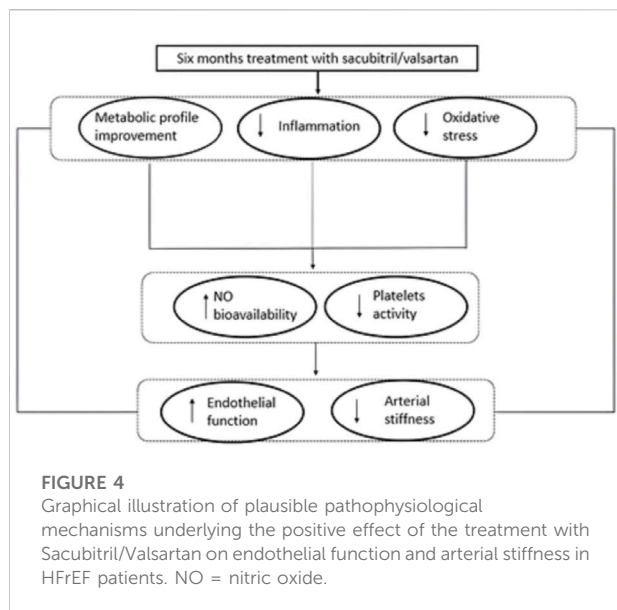 Six months treatment with sacubitril/valsartan
Metabolic profile
improvement
↓ Inflammation
↓ Oxidative
stress
↑ NO
bioavailability
↓ Platelets
activity
↑ Endothelial
function
↓ Arterial
stiffness
FIGURE 4
Graphical illustration of plausible pathophysiological
mechanisms underlying the positive effect of the treatment with
Sacubitril/Valsartan on endothelial function and arterial stiffness in
HFrEF patients. NO = nitric oxide.